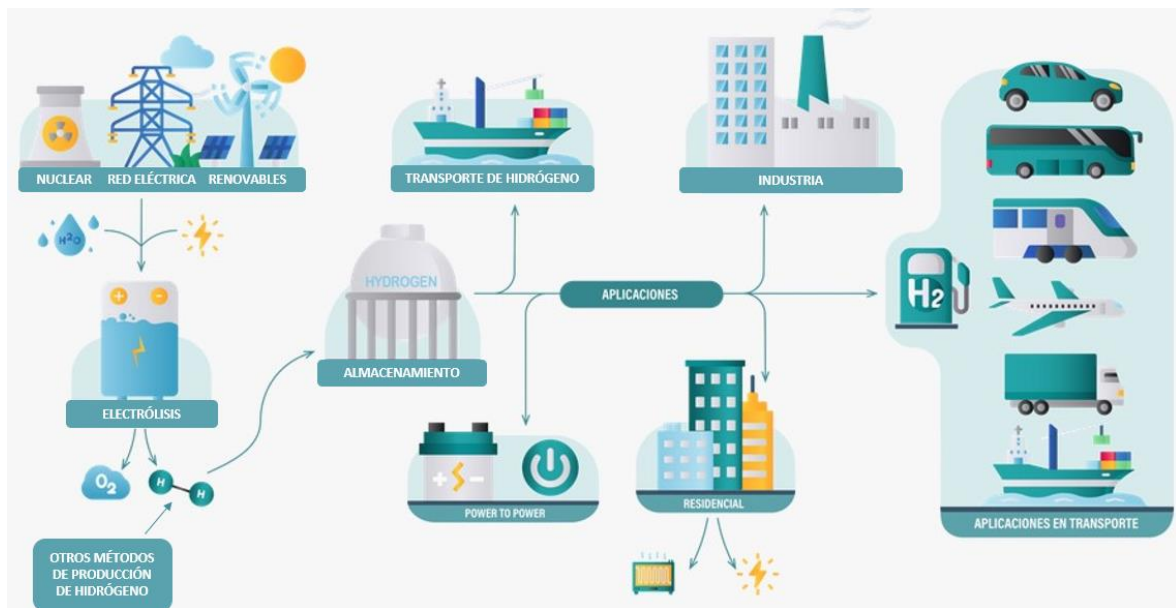 NUCLEAR
RED ELÉCTRICA
RENOVABLES
H²O
ELECTRÓLISIS
O2
H
H
OTROS MÉTODOS
DE PRODUCCIÓN
DE HIDRÓGENO
HYDROGEN
ALMACENAMIENTO
TRANSPORTE DE HIDRÓGENO
INDUSTRIA
APLICACIONES
POWER TO POWER
RESIDENCIAL
H2
APLICACIONES EN TRANSPORTE